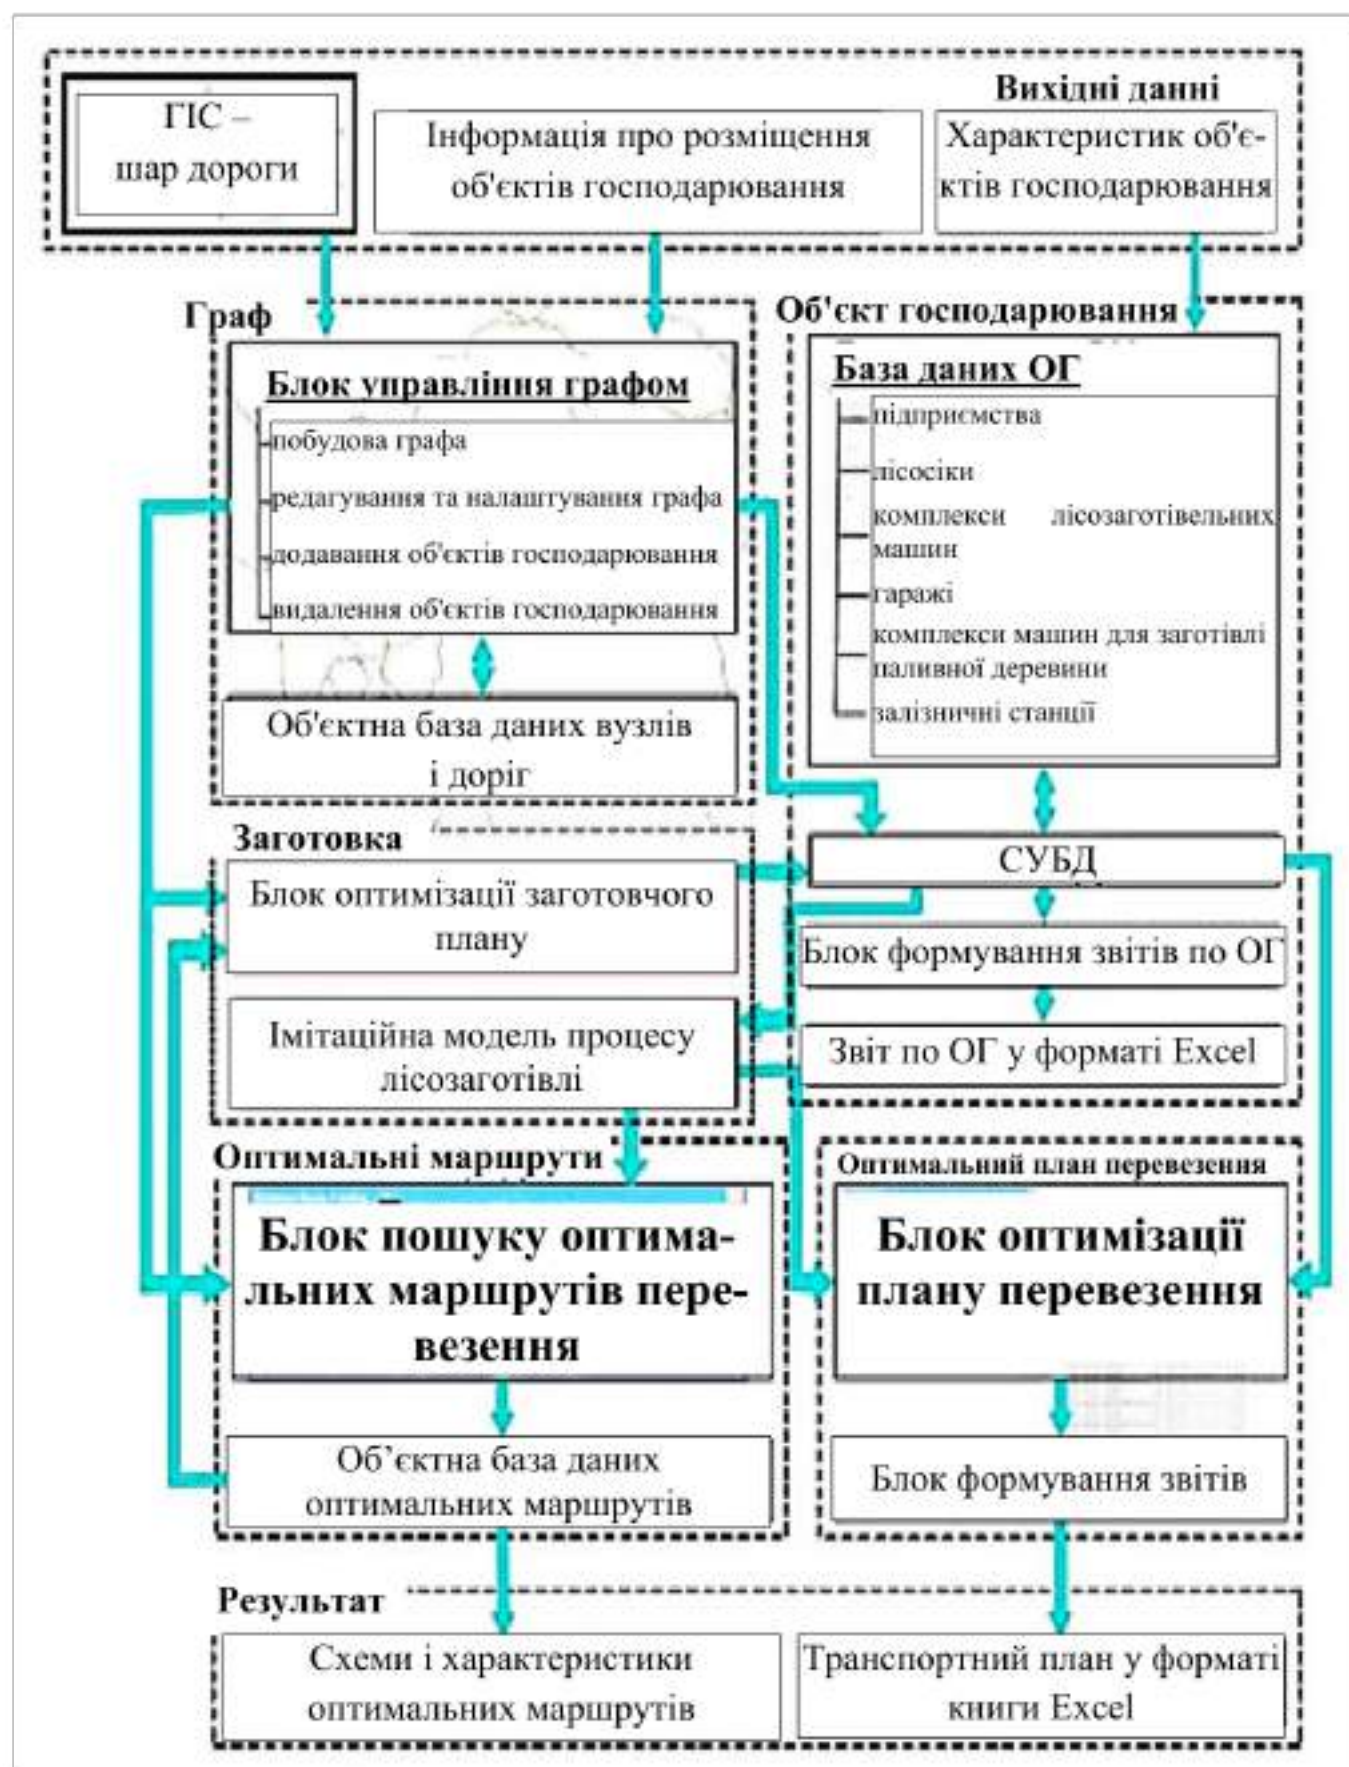 Вихідні данні
ГІС –
шар дороги
Інформація про розміщення
об'єктів господарювання
Характеристик об'є-
ктів господарювання
Граф
Блок управління графом
побудова графа
редагування та налаштування графа
додавання об'єктів господарювання
видалення об'єктів господарювання
Об'єктна база даних вузлів
і доріг
Об'єкт господарювання
База даних ОГ
підприємства
лісосіки
комплекси лісозаготівельних
машин
гаражі
комплекси машин для заготівлі
паливної деревини
залізничні станції
СУБД
Блок формування звітів по ОГ
Звіт по ОГ у форматі Excel
Заготовка
Блок оптимізації заготовчого
плану
Імітаційна модель процесу
лісозаготівлі
Оптимальні маршрути
Блок пошуку оптима-
льних маршрутів пере-
везення
Об’єктна база даних
оптимальних маршрутів
Оптимальний план перевезення
Блок оптимізації
плану перевезення
Блок формування звітів
Результат
Схеми і характеристики
оптимальних маршрутів
Транспортний план у форматі
книги Excel